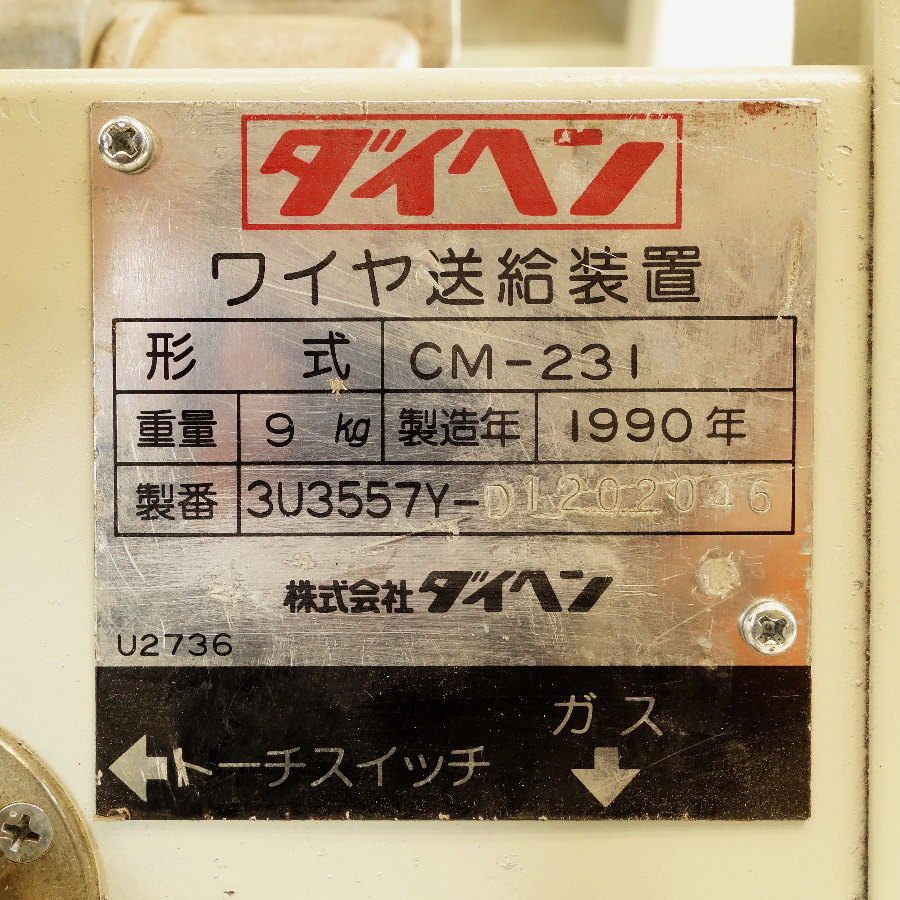 ダイヘン
ワイヤ送給装置
形式 CM-231
重量 9 kg 製造年 1990年
製番 3U3557Y-D1202046
株式会社ダイヘン
U2736
ガス
トーチスイッチ